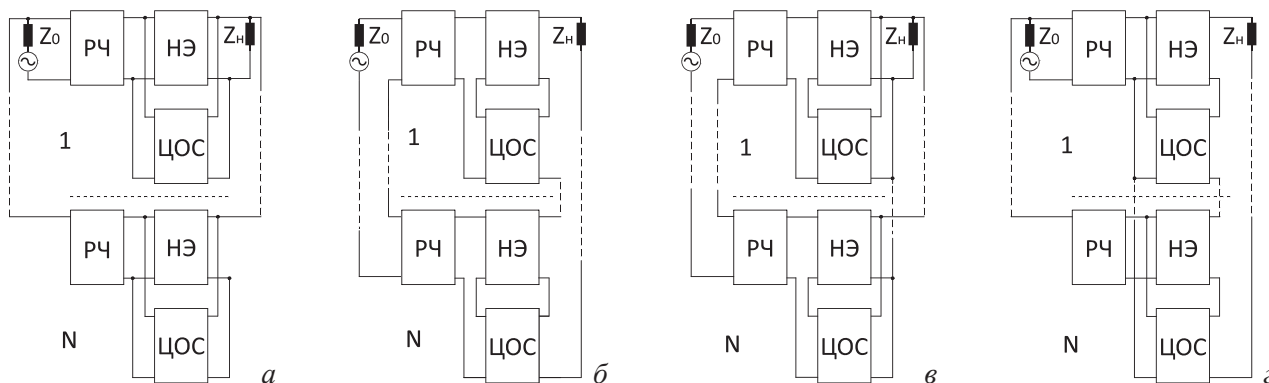 Z0 РЧ НЭ Zн Z0 РЧ НЭ Zн Z0 РЧ НЭ Zн Z0 РЧ НЭ Zн
1 ЦОС 1 ЦОС 1 ЦОС 1 ЦОС
РЧ НЭ РЧ НЭ РЧ НЭ РЧ НЭ
N ЦОС N ЦОС N ЦОС N ЦОС
а б в г